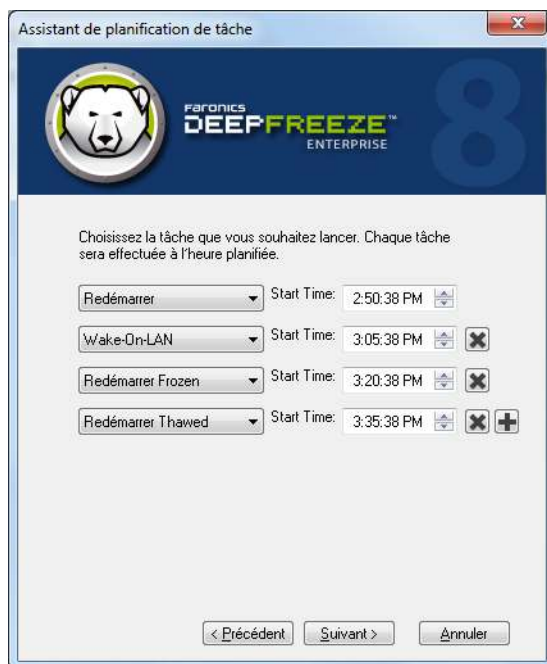 Assistant de planification de tâche
8
FARONICS
DEEPFREEZE™
ENTERPRISE
Choisissez la tâche que vous souhaitez lancer. Chaque tâche
sera effectuée à l'heure planifiée.
Redémarrer Start Time: 2:50:38 PM
Wake-On-LAN Start Time: 3:05:38 PM
Redémarrer Frozen Start Time: 3:20:38 PM
Redémarrer Thawed Start Time: 3:35:38 PM
< Précédent Suivant > Annuler